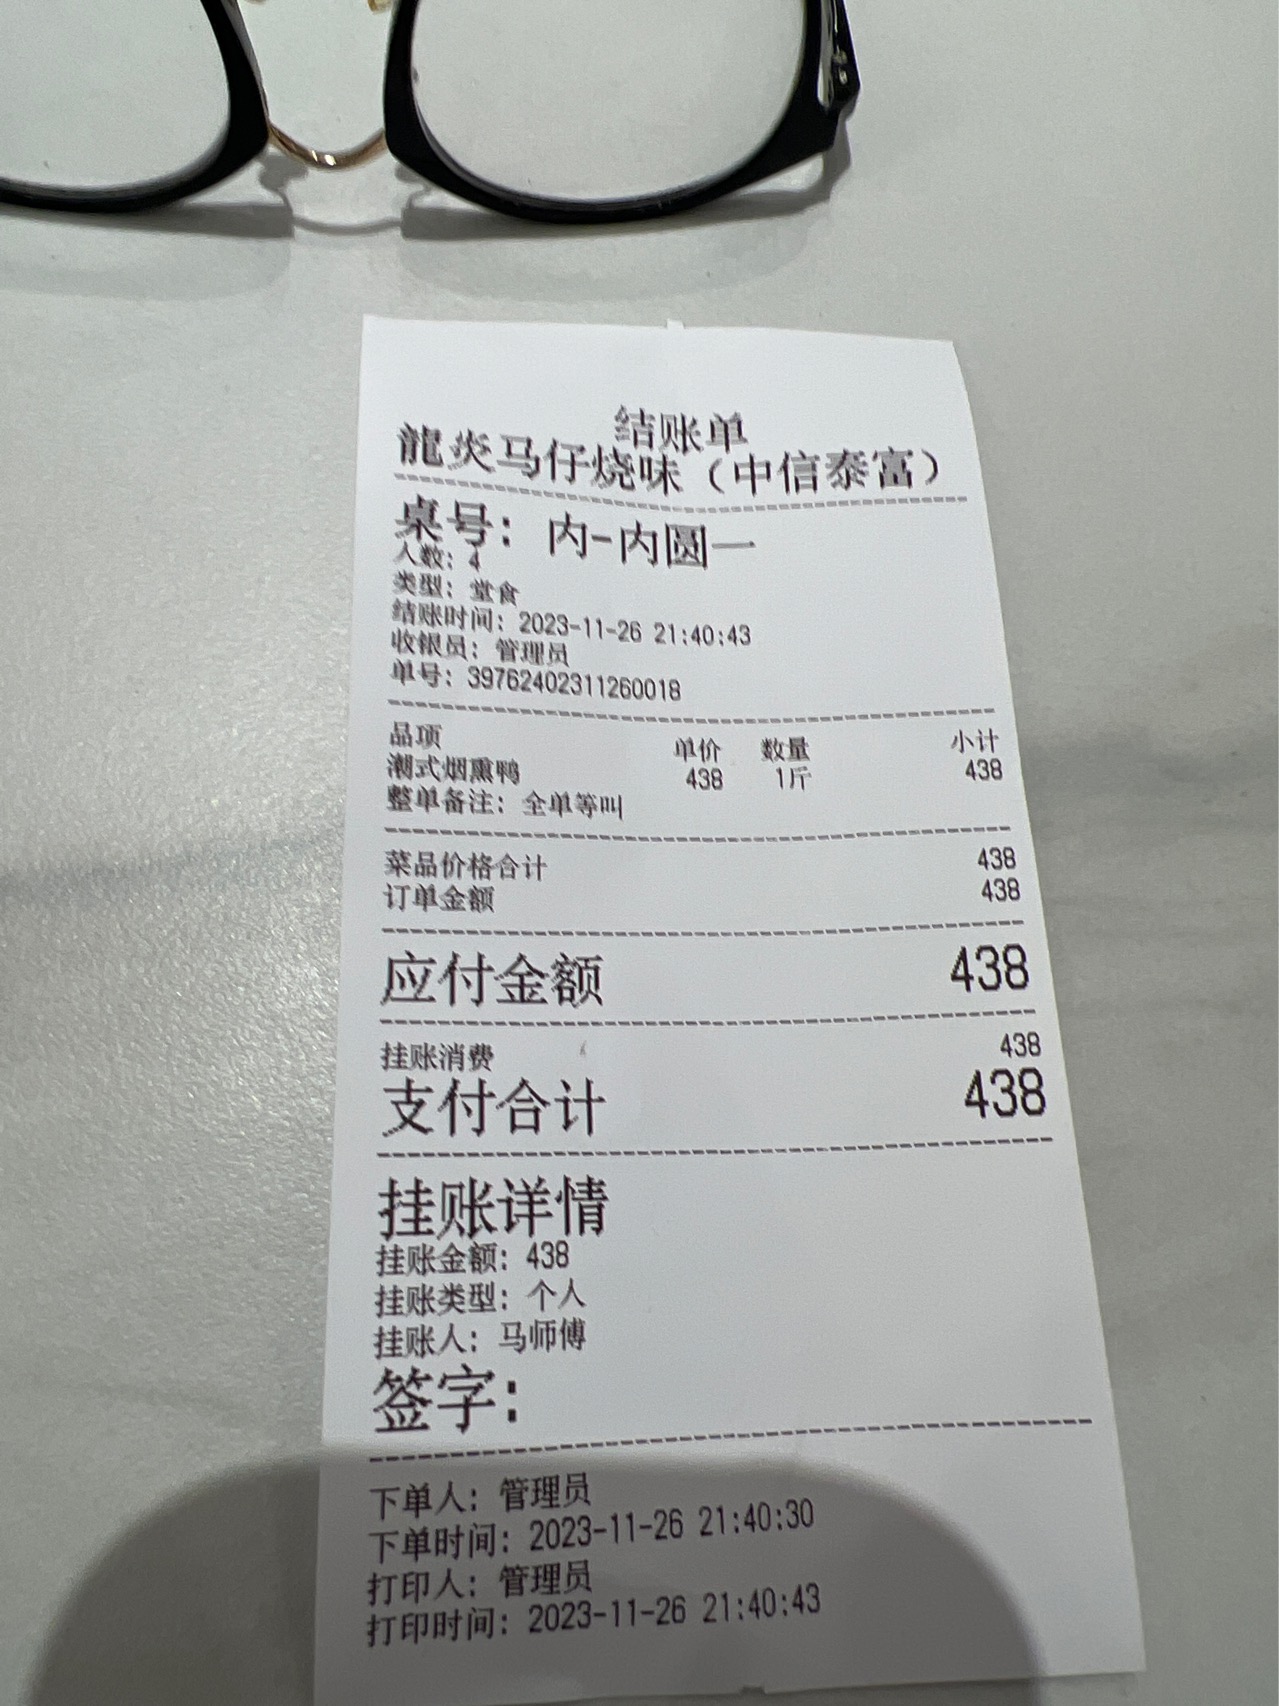 结账单
龍炎马仔烧味（中信泰富）
桌号：内-内圆一
人数：4
类型：堂食
结账时间：2023-11-26 21:40:43
收银员：管理员
单号：39762402311260018
品项 单价 数量 小计
潮式烟熏鸭 438 1斤 438
整单备注：全单等叫
菜品价格合计 438
订单金额 438
应付金额 438
挂账消费 438
支付合计 438
挂账详情
挂账金额：438
挂账类型：个人
挂账人：马师傅
签字：
下单人：管理员
下单时间：2023-11-26 21:40:30
打印人：管理员
打印时间：2023-11-26 21:40:43